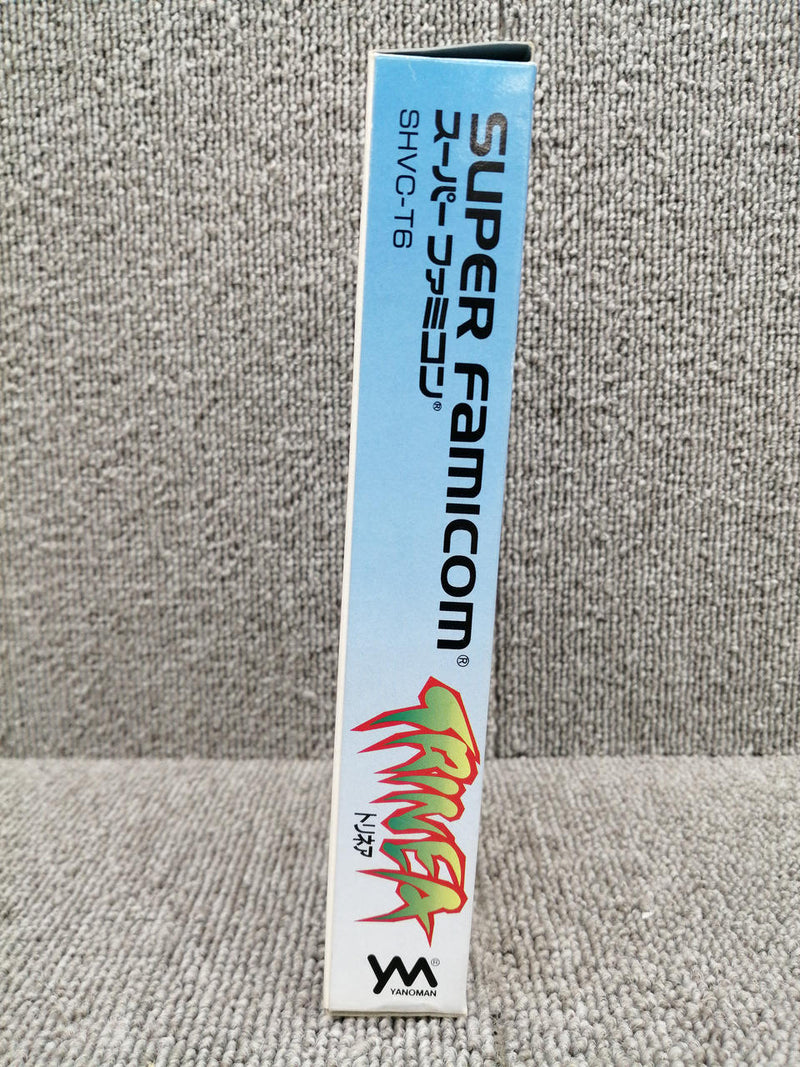 SUPER FAMICOM®
スーパーファミコン®
SHVC-T6
TRINEA
トリネア
YM®
YANOMAN